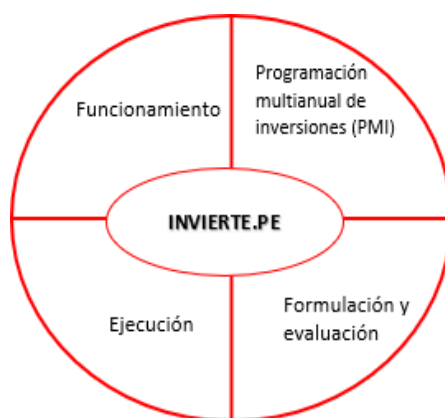 Funcionamiento
Programación
multianual de
inversiones (PMI)
INVIERTE.PE
Ejecución
Formulación y
evaluación